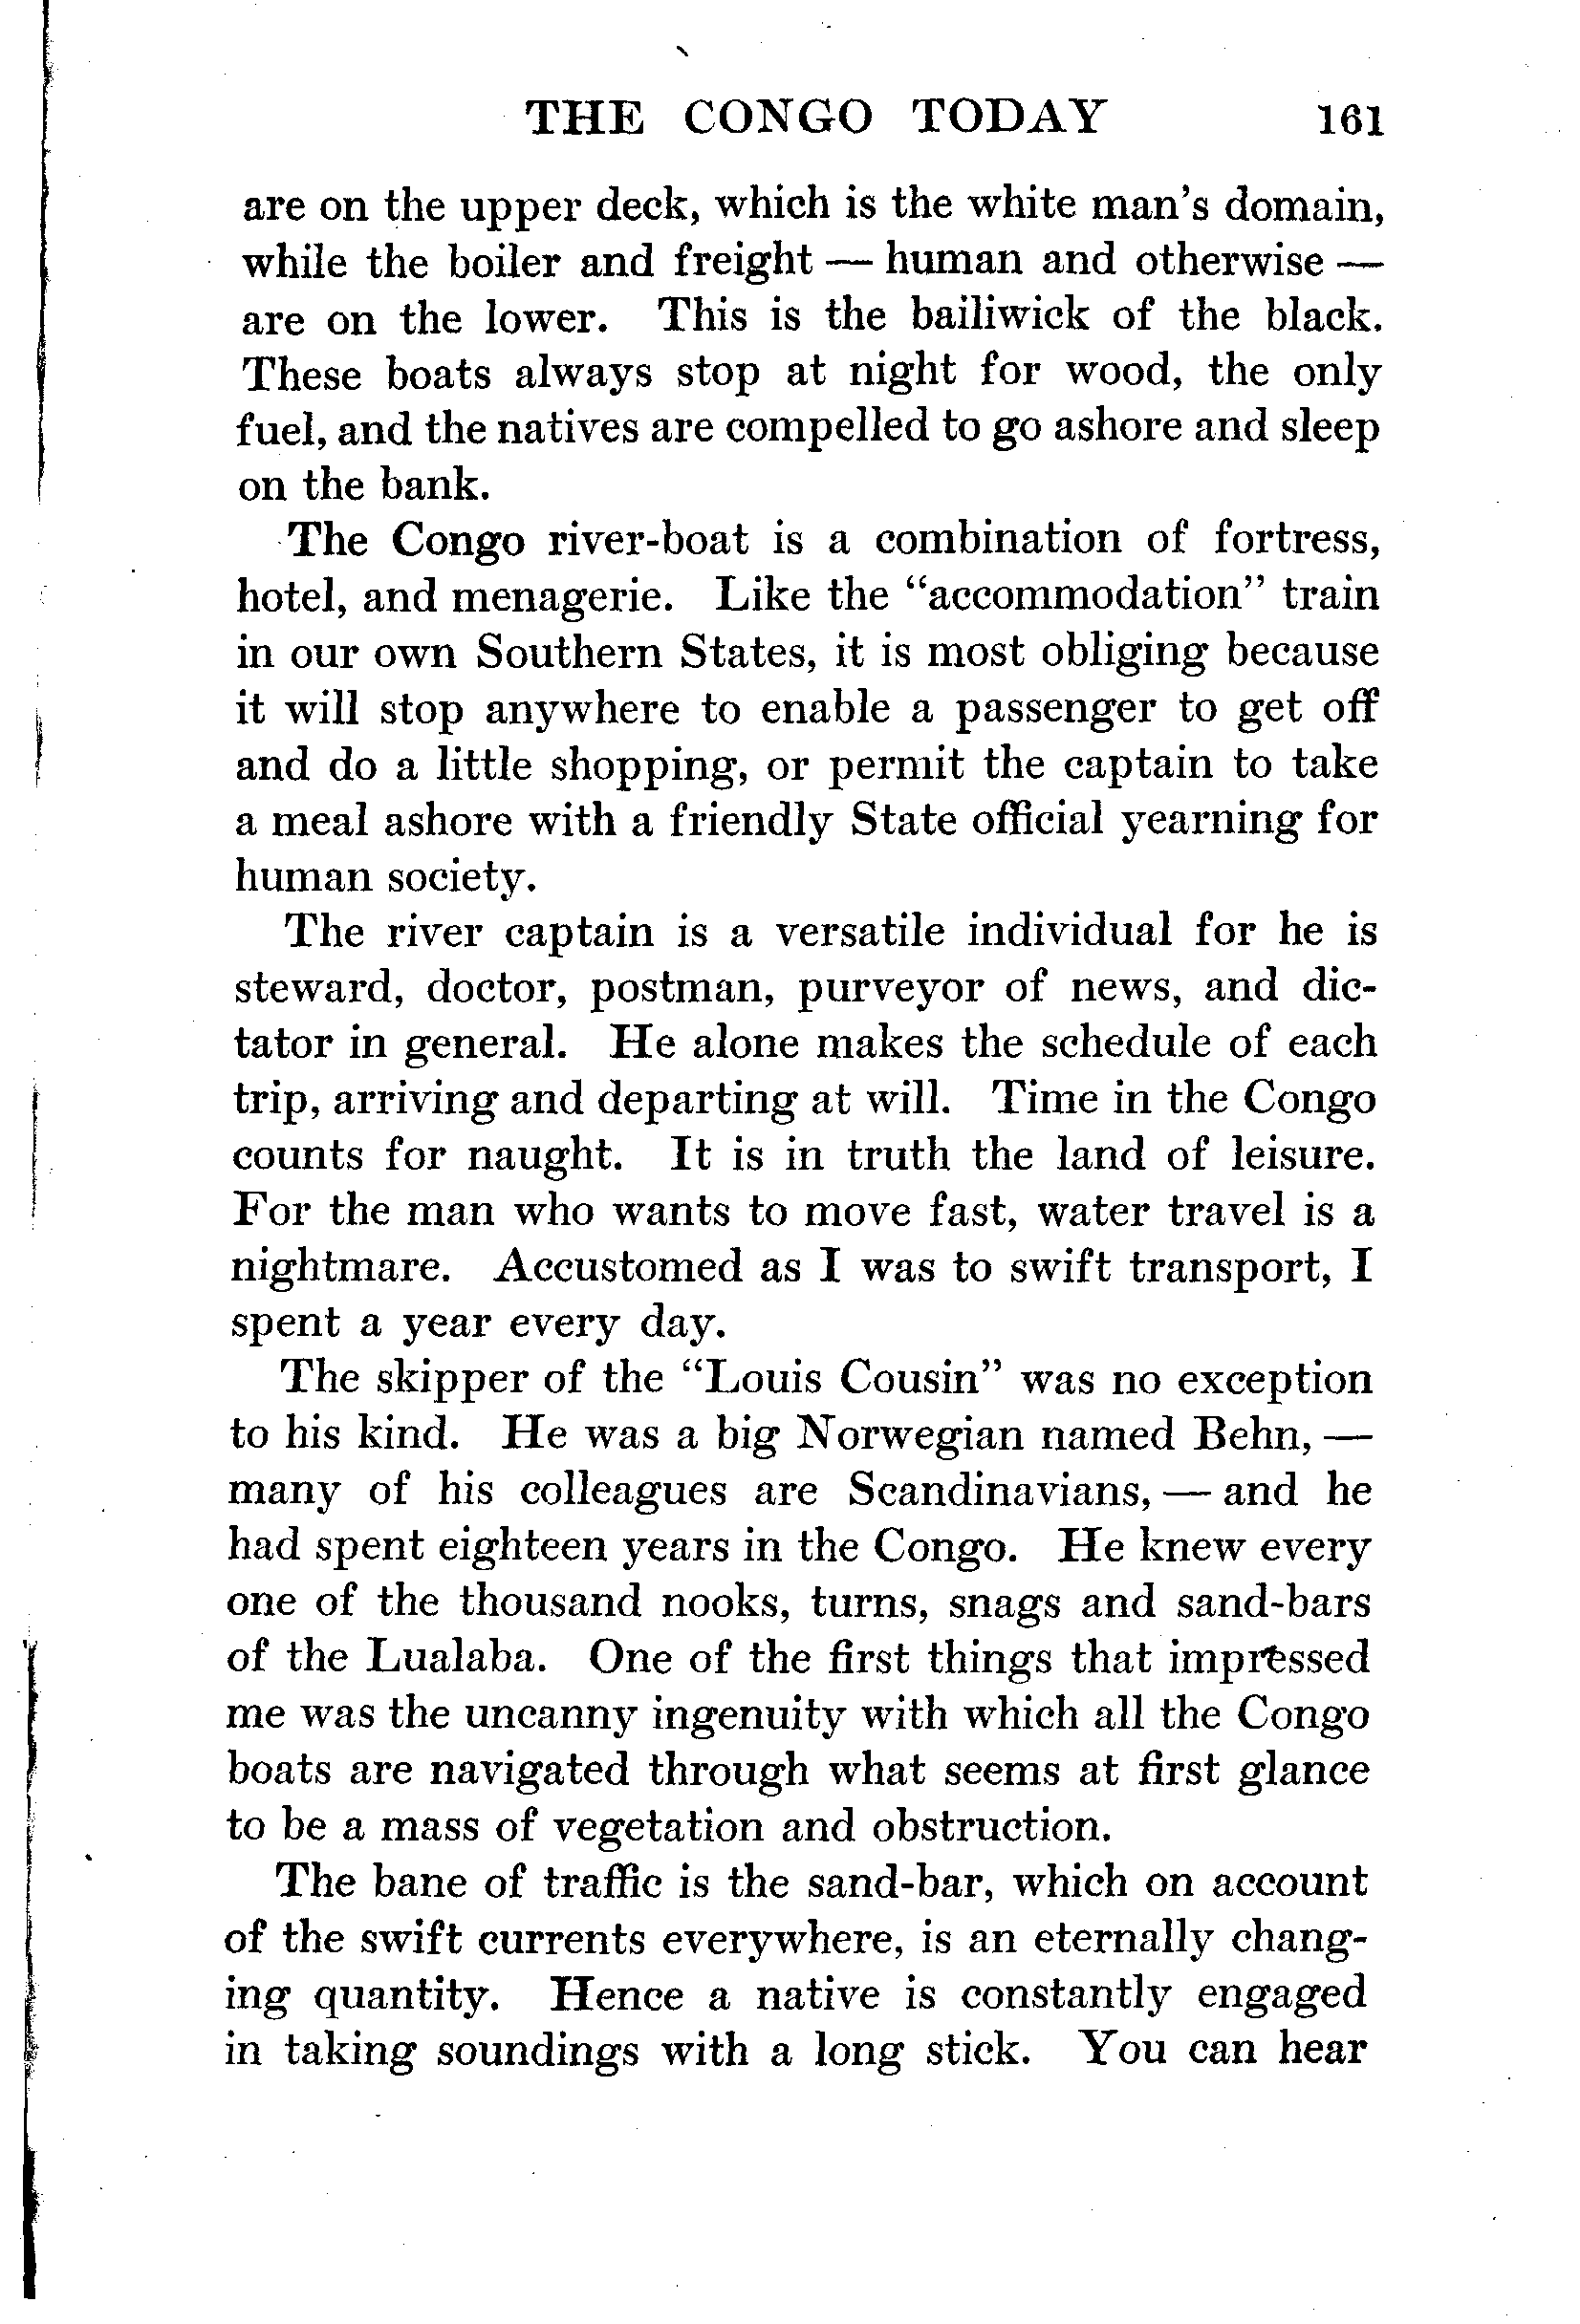 THE CONGO TODAY 161
are on the upper deck, which is the white man's domain,
while the boiler and freight — human and otherwise —
are on the lower. This is the bailiwick of the black.
These boats always stop at night for wood, the only
fuel, and the natives are compelled to go ashore and sleep
on the bank.
The Congo river-boat is a combination of fortress,
hotel, and menagerie. Like the "accommodation" train
in our own Southern States, it is most obliging because
it will stop anywhere to enable a passenger to get off
and do a little shopping, or permit the captain to take
a meal ashore with a friendly State official yearning for
human society.
The river captain is a versatile individual for he is
steward, doctor, postman, purveyor of news, and dic-
tator in general. He alone makes the schedule of each
trip, arriving and departing at will. Time in the Congo
counts for naught. It is in truth the land of leisure.
For the man who wants to move fast, water travel is a
nightmare. Accustomed as I was to swift transport, I
spent a year every day.
The skipper of the "Louis Cousin" was no exception
to his kind. He was a big Norwegian named Behn, —
many of his colleagues are Scandinavians, — and he
had spent eighteen years in the Congo. He knew every
one of the thousand nooks, turns, snags and sand-bars
of the Lualaba. One of the first things that impressed
me was the uncanny ingenuity with which all the Congo
boats are navigated through what seems at first glance
to be a mass of vegetation and obstruction.
The bane of traffic is the sand-bar, which on account
of the swift currents everywhere, is an eternally chang-
ing quantity. Hence a native is constantly engaged
in taking soundings with a long stick. You can hear